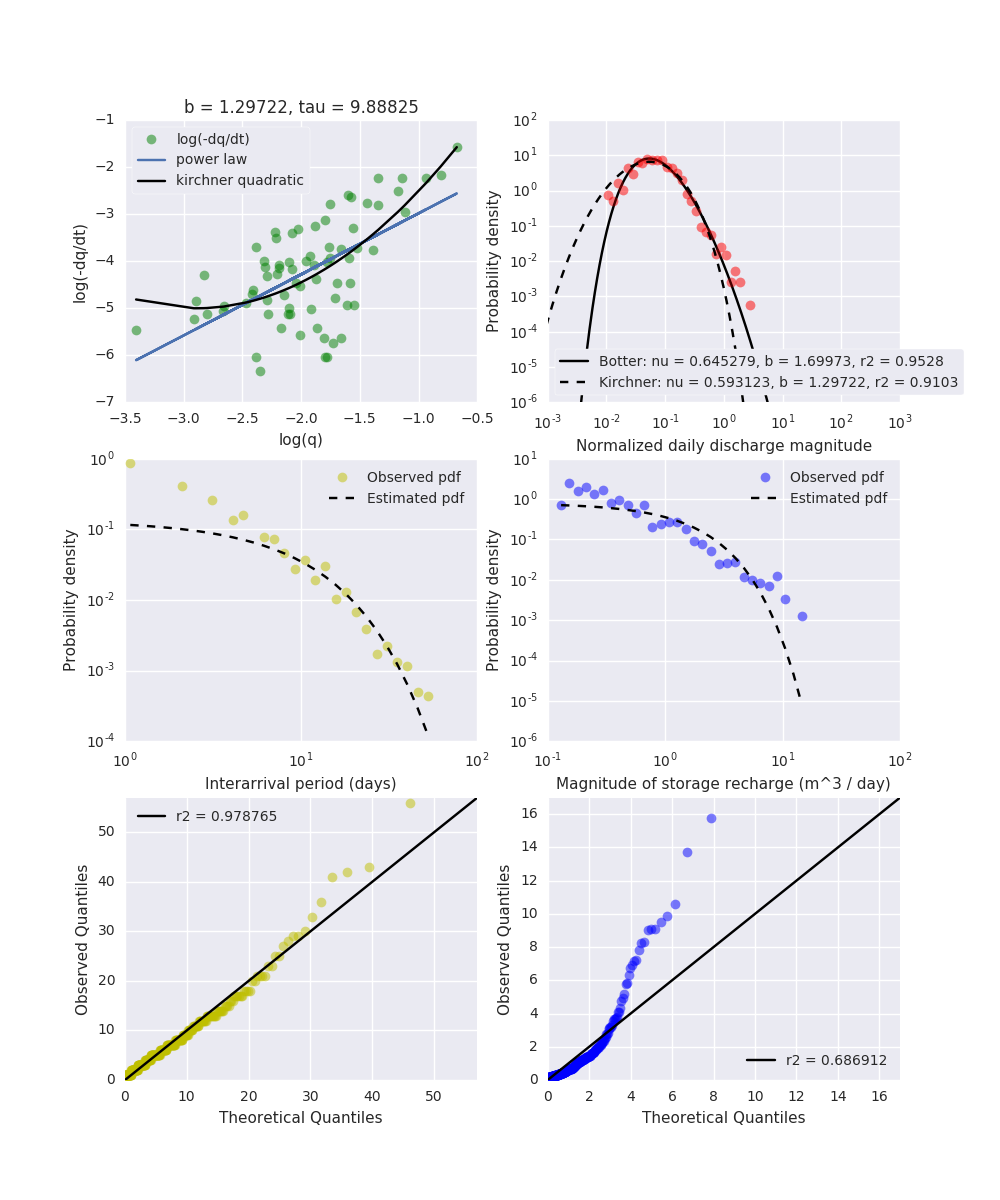 b = 1.29722, tau = 9.88825
log(-dq/dt)
−1
−2
−3
−4
−5
−6
−7
log(-dq/dt)
power law
kirchner quadratic
−3.5 −3.0 −2.5 −2.0 −1.5 −1.0 −0.5
log(q)
Probability density
10^2
10^1
10^0
10^-1
10^-2
10^-3
10^-4
10^-5
10^-6
Botter: nu = 0.645279, b = 1.69973, r2 = 0.9528
Kirchner: nu = 0.593123, b = 1.29722, r2 = 0.9103
10^-3 10^-2 10^-1 10^0 10^1 10^2 10^3
Normalized daily discharge magnitude
Probability density
10^0
10^-1
10^-2
10^-3
10^-4
Observed pdf
Estimated pdf
10^0 10^1 10^2
Interarrival period (days)
Probability density
10^1
10^0
10^-1
10^-2
10^-3
10^-4
10^-5
10^-6
Observed pdf
Estimated pdf
10^-1 10^0 10^1 10^2
Magnitude of storage recharge (m^3 / day)
Observed Quantiles
50
40
30
20
10
0
r2 = 0.978765
0 10 20 30 40 50
Theoretical Quantiles
Observed Quantiles
16
14
12
10
8
6
4
2
0
r2 = 0.686912
0 2 4 6 8 10 12 14 16
Theoretical Quantiles